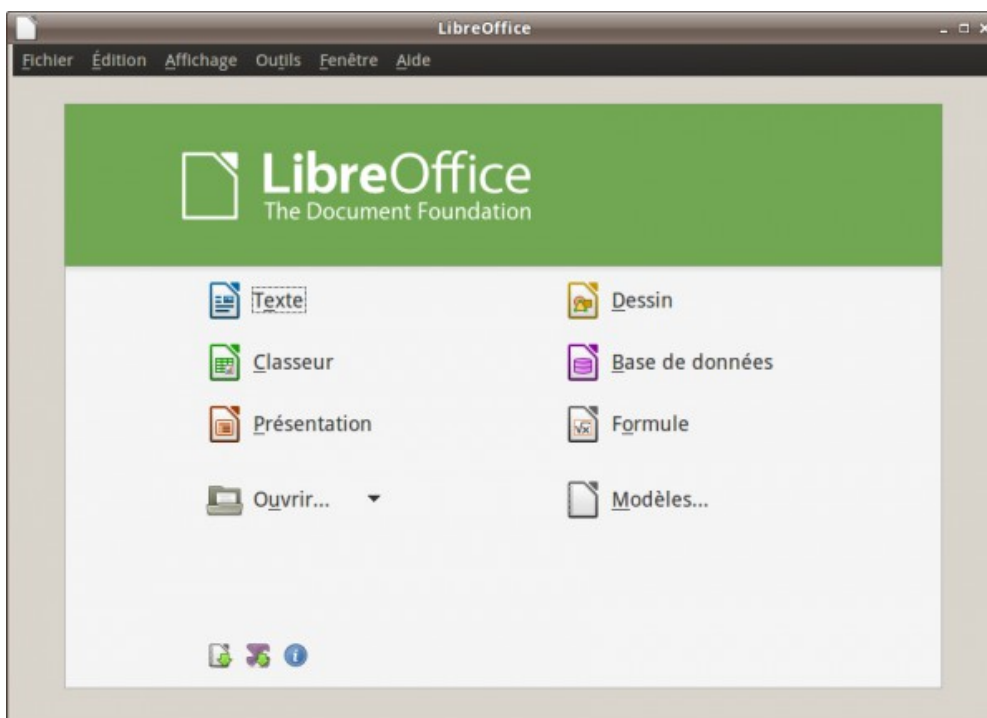 LibreOffice
Fichier Édition Affichage Outils Fenêtre Aide
LibreOffice
The Document Foundation
Texte
Dessin
Classeur
Base de données
Présentation
Formule
Ouvrir...
Modèles...